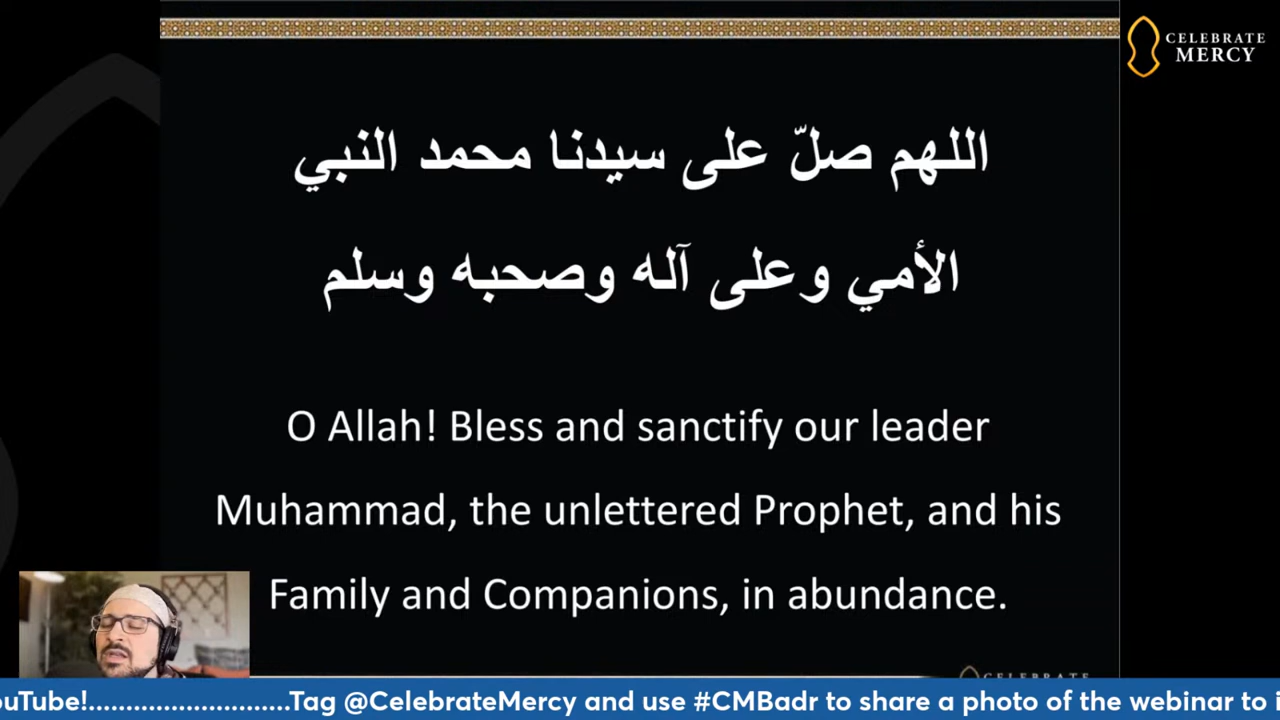 CELEBRATE
MERCY
اللهم صلّ على سيدنا محمد النبي
الأمي وعلى آله وصحبه وسلم
O Allah! Bless and sanctify our leader
Muhammad, the unlettered Prophet, and his
Family and Companions, in abundance.
CELEBRATE
ouTube!...........................Tag @CelebrateMercy and use #CMBadr to share a photo of the webinar to i